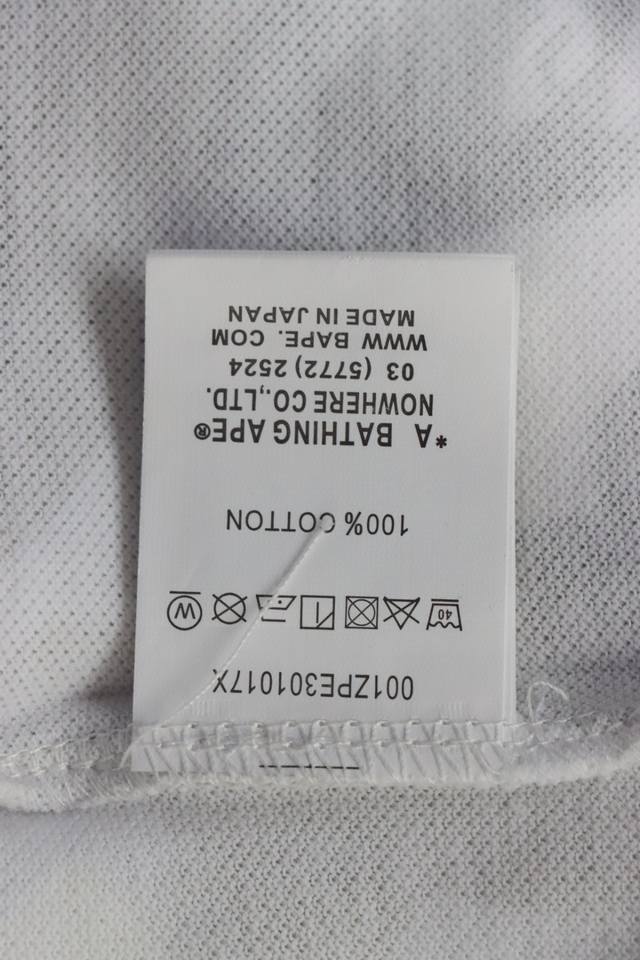 001ZPE301017X
40
W
100% COTTON
*A BATHING APE®
NOWHERE CO.,LTD.
03 (5772) 2524
WWW BAPE. COM
MADE IN JAPAN